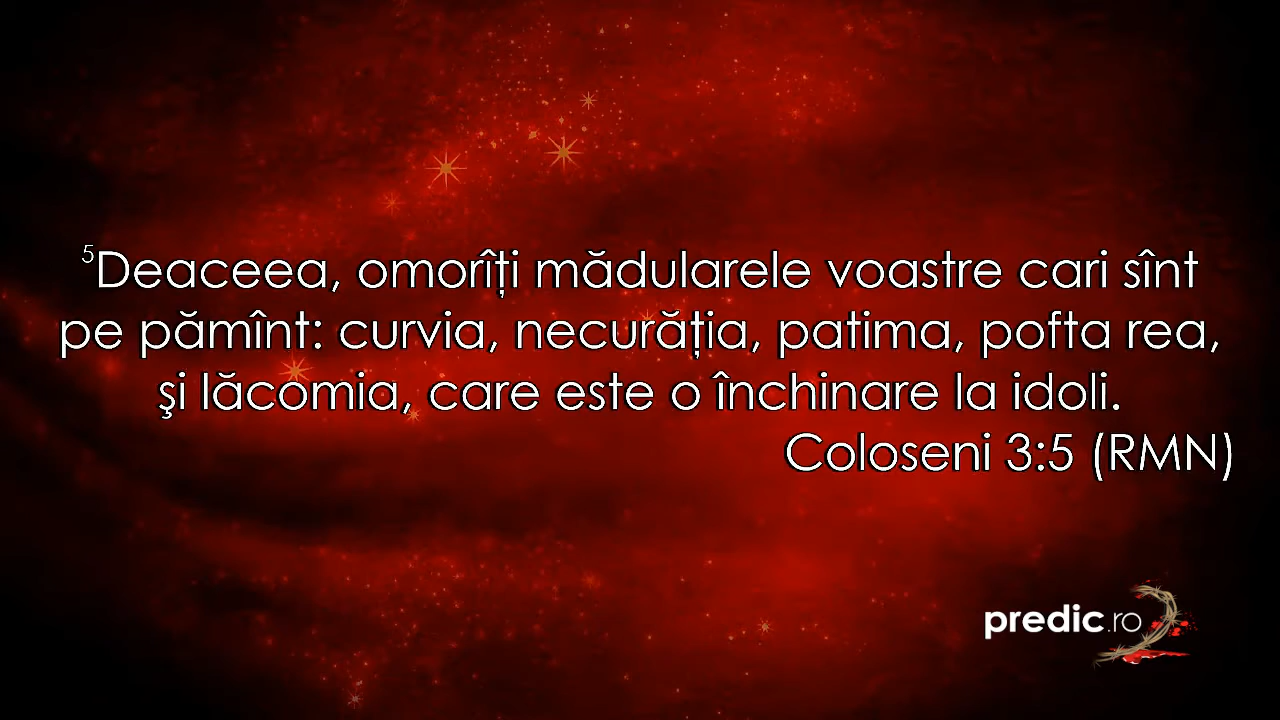 ⁵Deaceea, omorîți mădularele voastre cari sînt
pe pămînt: curvia, necurăția, patima, pofta rea,
şi lăcomia, care este o închinare la idoli.
Coloseni 3:5 (RMN)
predic.ro